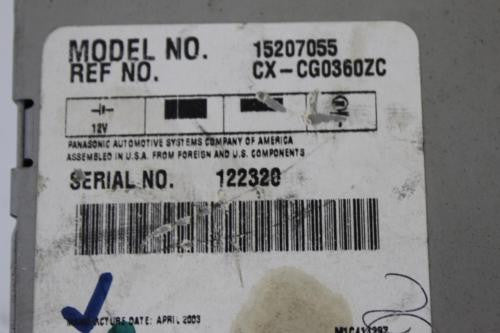 MODEL NO. 15207055
REF NO. CX-CG0360ZC
12V
PANASONIC AUTOMOTIVE SYSTEMS COMPANY OF AMERICA
ASSEMBLED IN U.S.A. FROM FOREIGN AND U.S. COMPONENTS
SERIAL NO. 122320
MANUFACTURE DATE: APRIL 2003